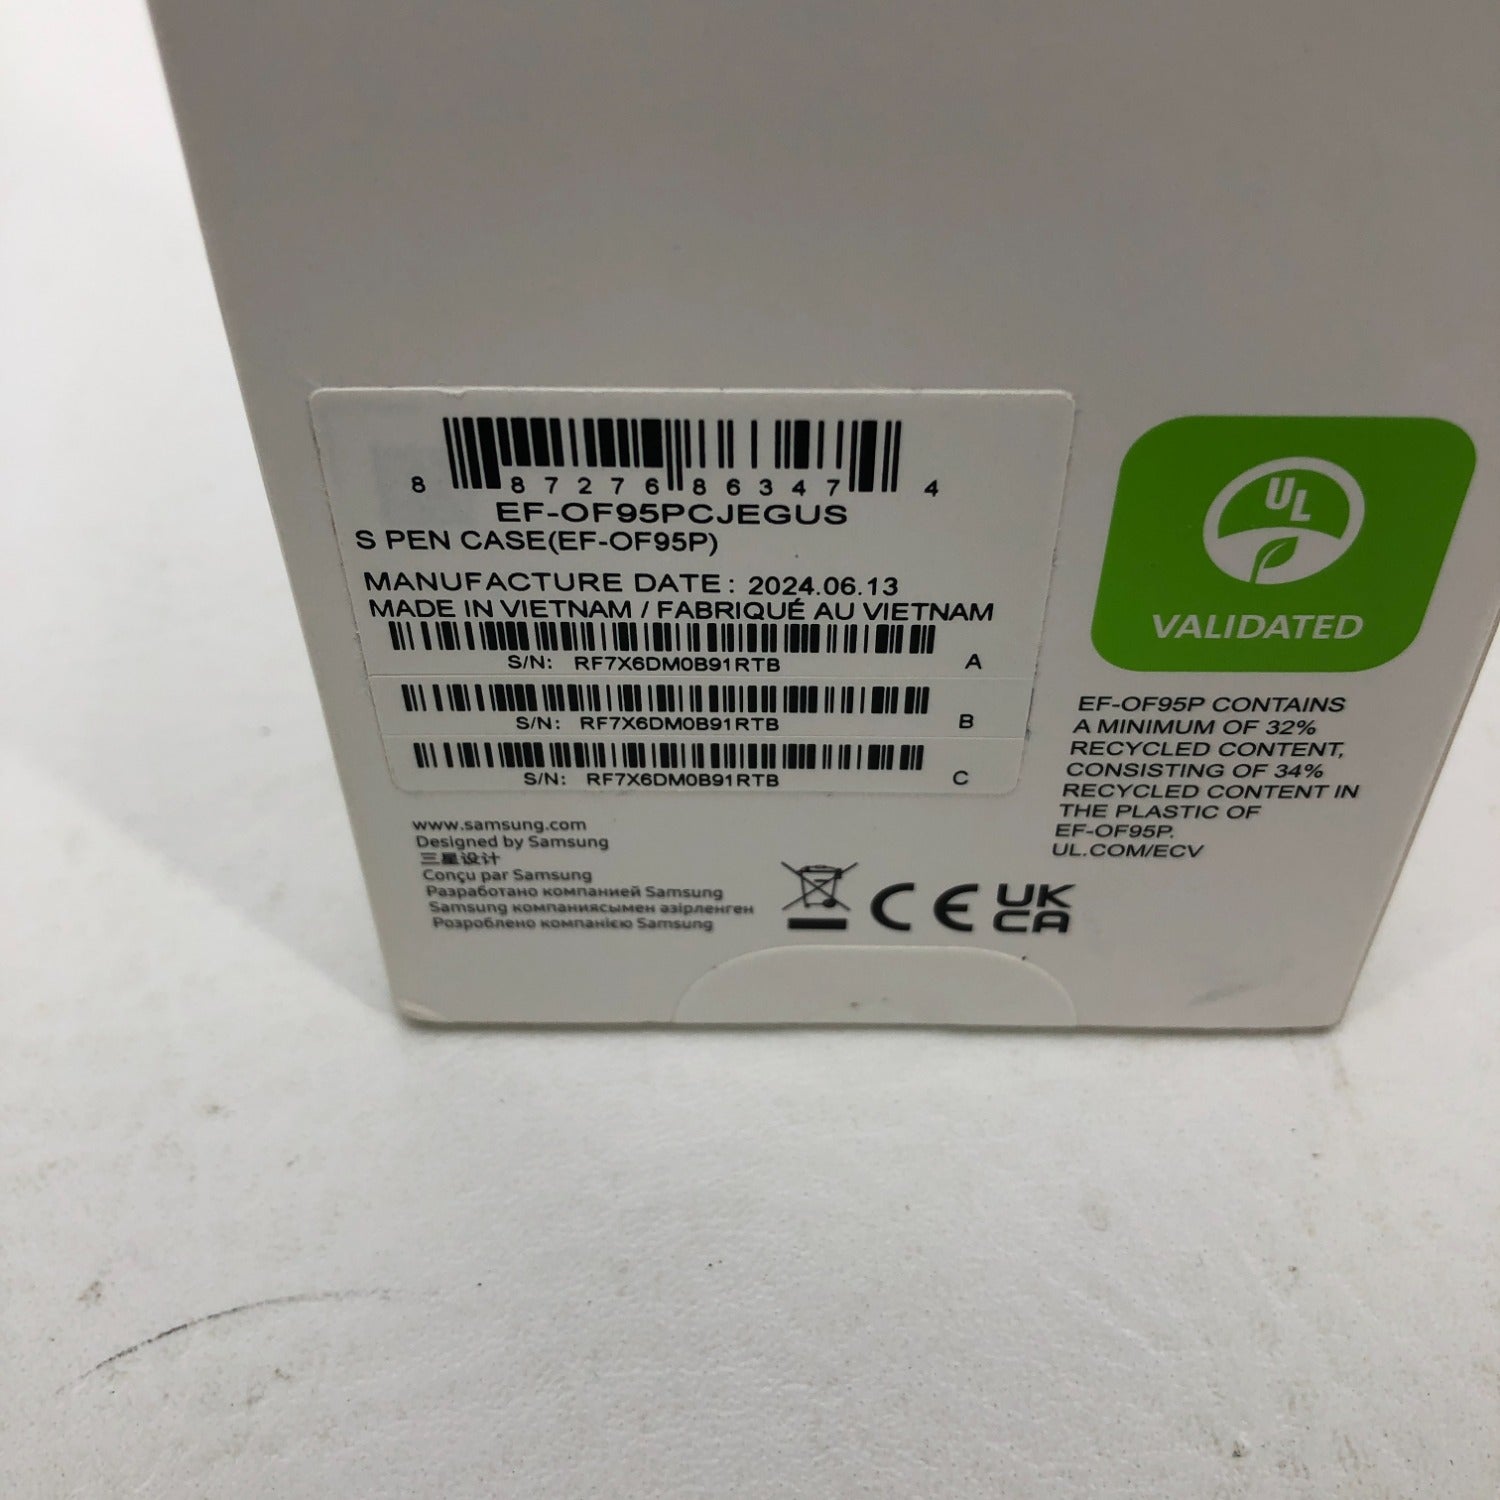 8 87276 86347 4
EF-OF95PCJEGUS
S PEN CASE(EF-OF95P)
MANUFACTURE DATE : 2024.06.13
MADE IN VIETNAM / FABRIQUÉ AU VIETNAM
S/N: RF7X6DM0B91RTB A
S/N: RF7X6DM0B91RTB B
S/N: RF7X6DM0B91RTB C
www.samsung.com
Designed by Samsung
三星设计
Conçu par Samsung
Разработано компанией Samsung
Samsung компаниясымен әзірленген
Розроблено компанією Samsung
CE
UK
CA
UL
VALIDATED
EF-OF95P CONTAINS
A MINIMUM OF 32%
RECYCLED CONTENT,
CONSISTING OF 34%
RECYCLED CONTENT IN
THE PLASTIC OF
EF-OF95P.
UL.COM/ECV